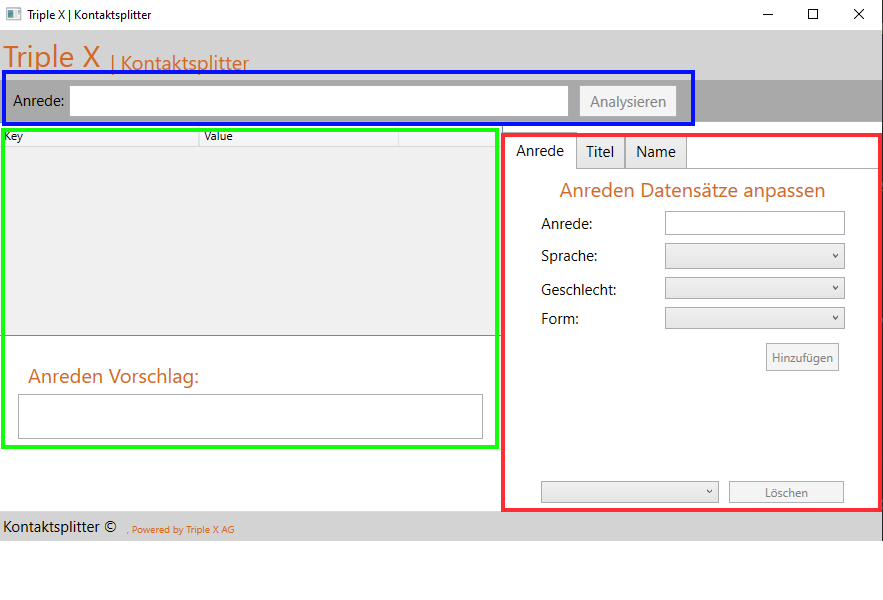 Triple X | Kontaktsplitter
Triple X | Kontaktsplitter
Anrede:
Analysieren
Key Value
Anrede Titel Name
Anreden Datensätze anpassen
Anrede:
Sprache:
Geschlecht:
Form:
Hinzufügen
Anreden Vorschlag:
Löschen
Kontaktsplitter © , Powered by Triple X AG